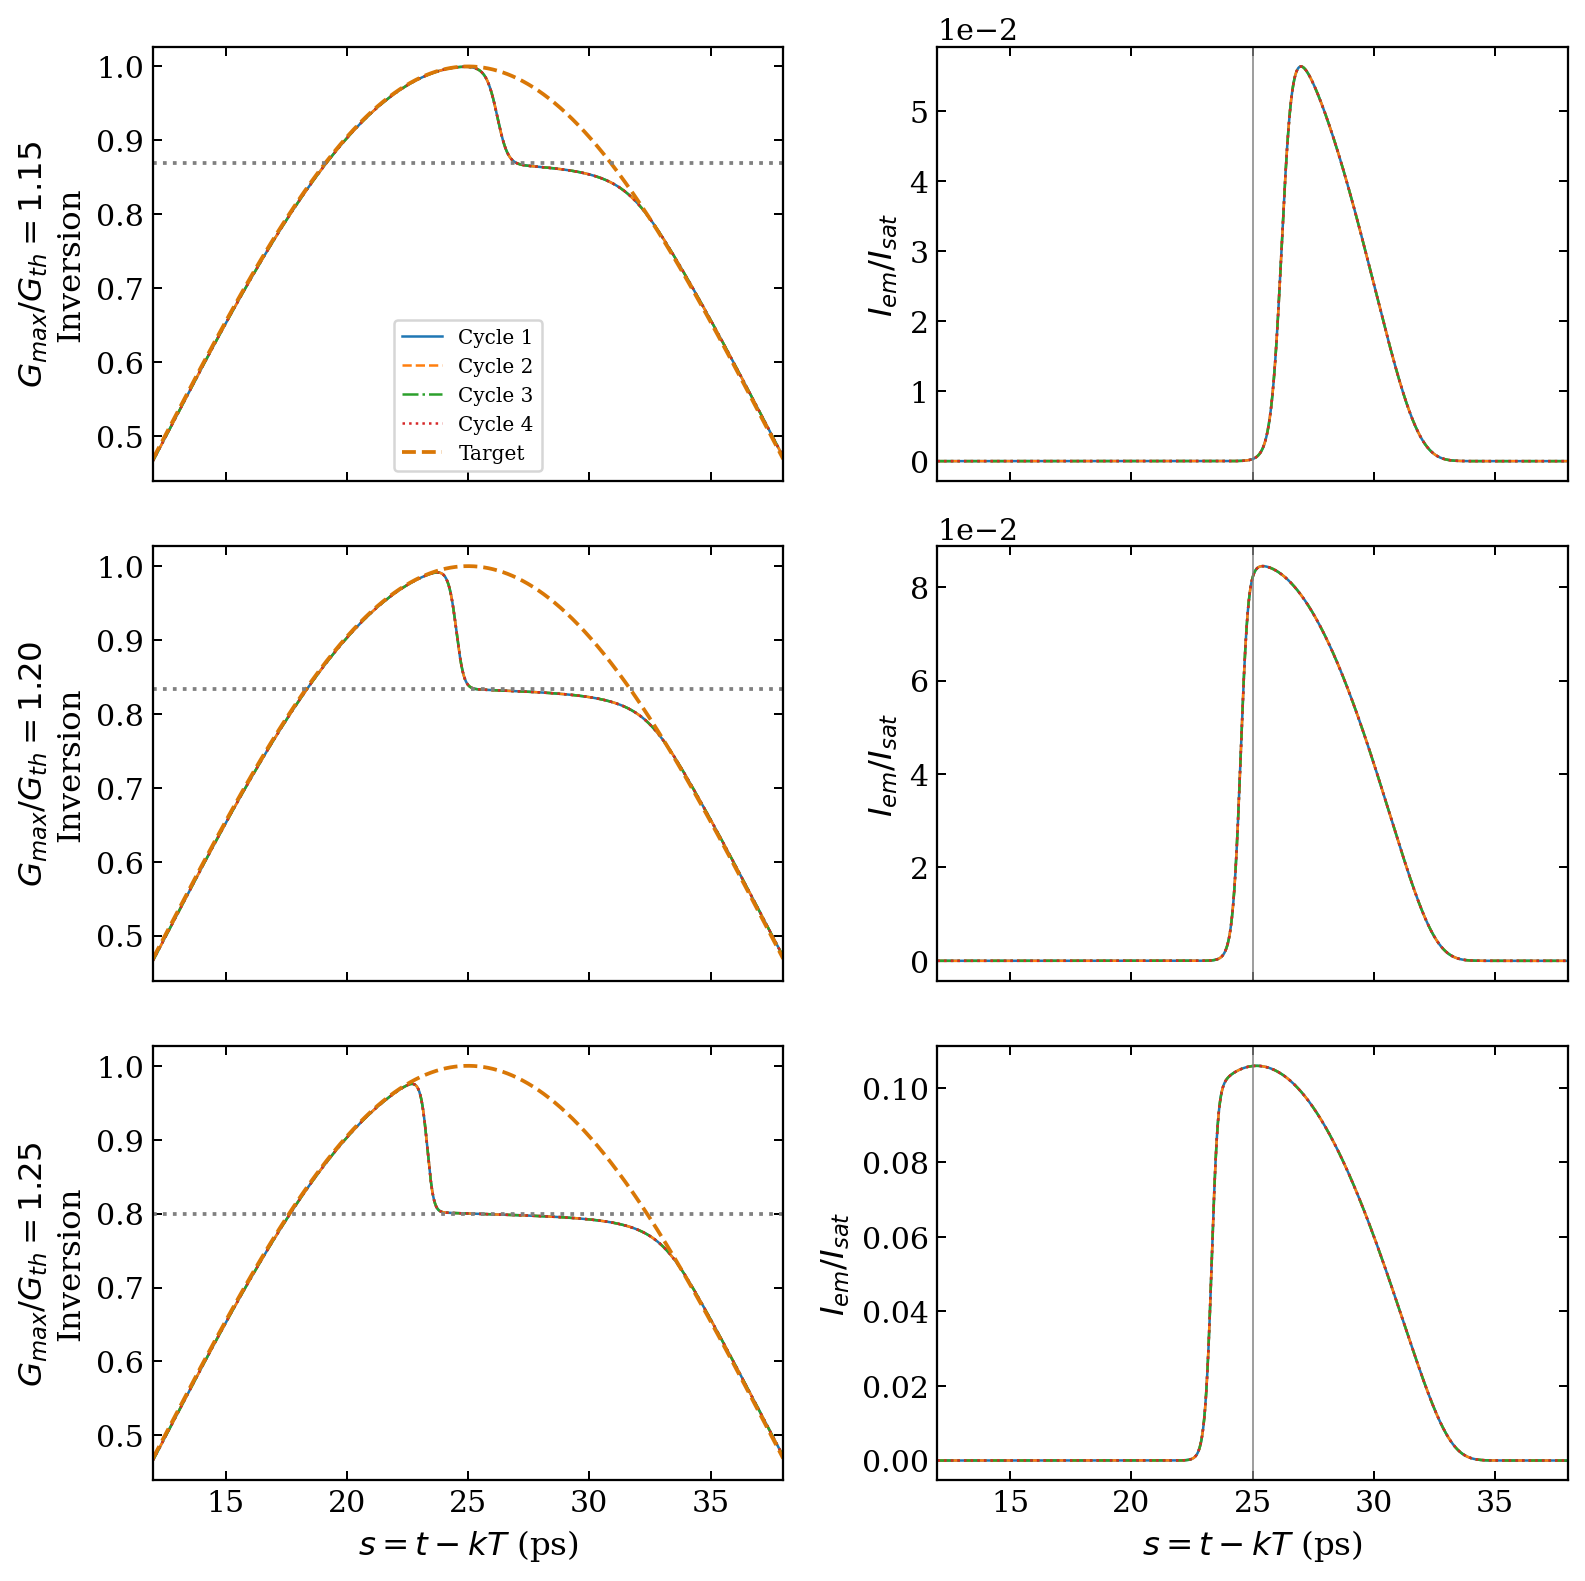 1e−2
G_max/G_th = 1.15
Inversion
1.0
0.9
0.8
0.7
0.6
0.5
Cycle 1
Cycle 2
Cycle 3
Cycle 4
Target
I_em/I_sat
5
4
3
2
1
0
1e−2
G_max/G_th = 1.20
Inversion
1.0
0.9
0.8
0.7
0.6
0.5
I_em/I_sat
8
6
4
2
0
G_max/G_th = 1.25
Inversion
1.0
0.9
0.8
0.7
0.6
0.5
15 20 25 30 35
s = t − kT (ps)
I_em/I_sat
0.10
0.08
0.06
0.04
0.02
0.00
15 20 25 30 35
s = t − kT (ps)